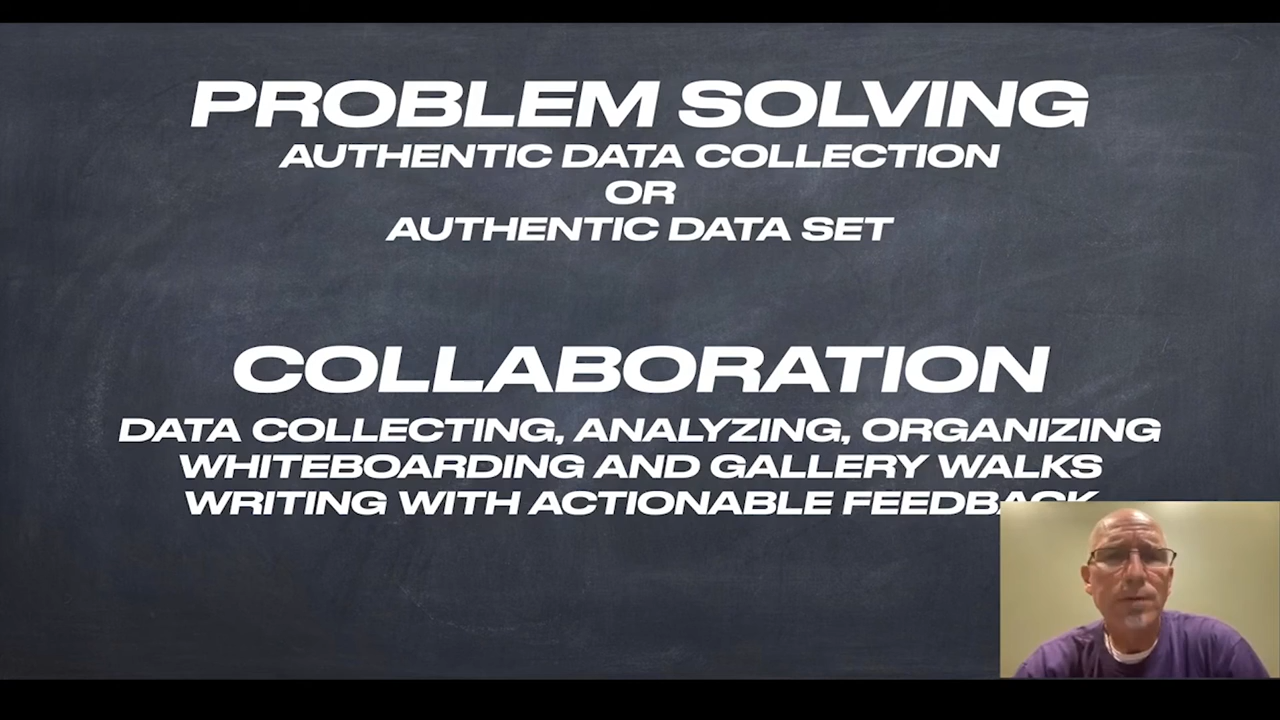 PROBLEM SOLVING
AUTHENTIC DATA COLLECTION
OR
AUTHENTIC DATA SET
COLLABORATION
DATA COLLECTING, ANALYZING, ORGANIZING
WHITEBOARDING AND GALLERY WALKS
WRITING WITH ACTIONABLE FEEDBACK